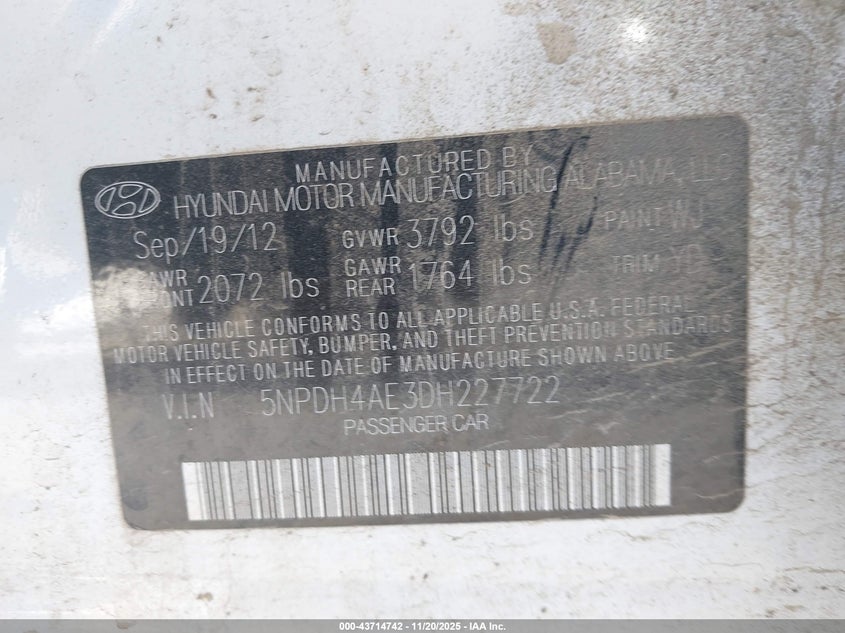 MANUFACTURED BY
HYUNDAI MOTOR MANUFACTURING ALABAMA, LLC
Sep/19/12 GVWR 3792 lbs PAINT WJ
GAWR FRONT 2072 lbs GAWR REAR 1764 lbs TRIM
THIS VEHICLE CONFORMS TO ALL APPLICABLE U.S.A. FEDERAL
MOTOR VEHICLE SAFETY, BUMPER, AND THEFT PREVENTION STANDARDS
IN EFFECT ON THE DATE OF MANUFACTURE SHOWN ABOVE
V.I.N 5NPDH4AE3DH227722
PASSENGER CAR
000-43714742 - 11/20/2025 - IAA Inc.